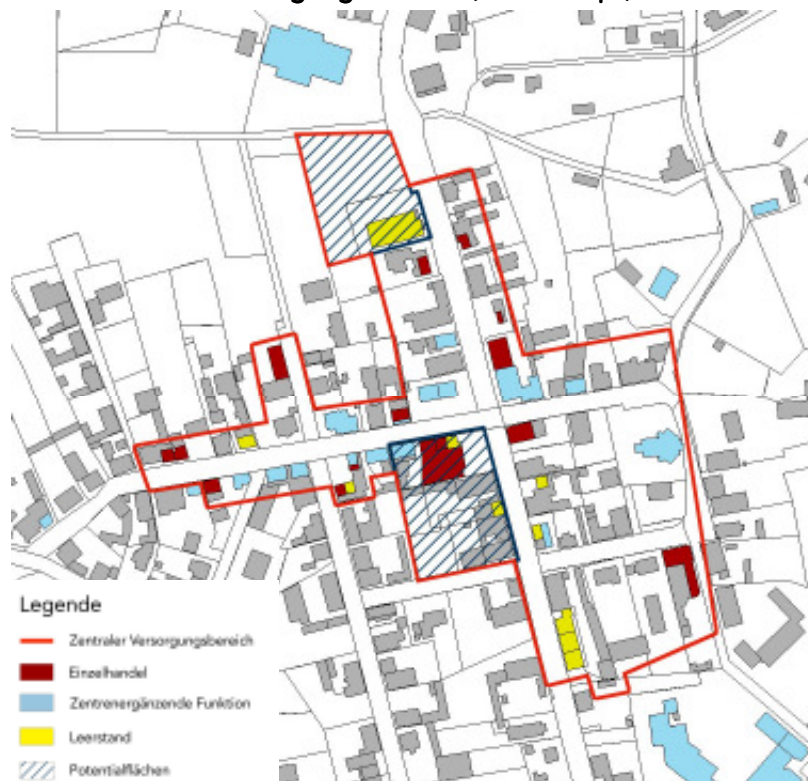 Legende
Zentraler Versorgungsbereich
Einzelhandel
Zentrenergänzende Funktion
Leerstand
Potentialflächen